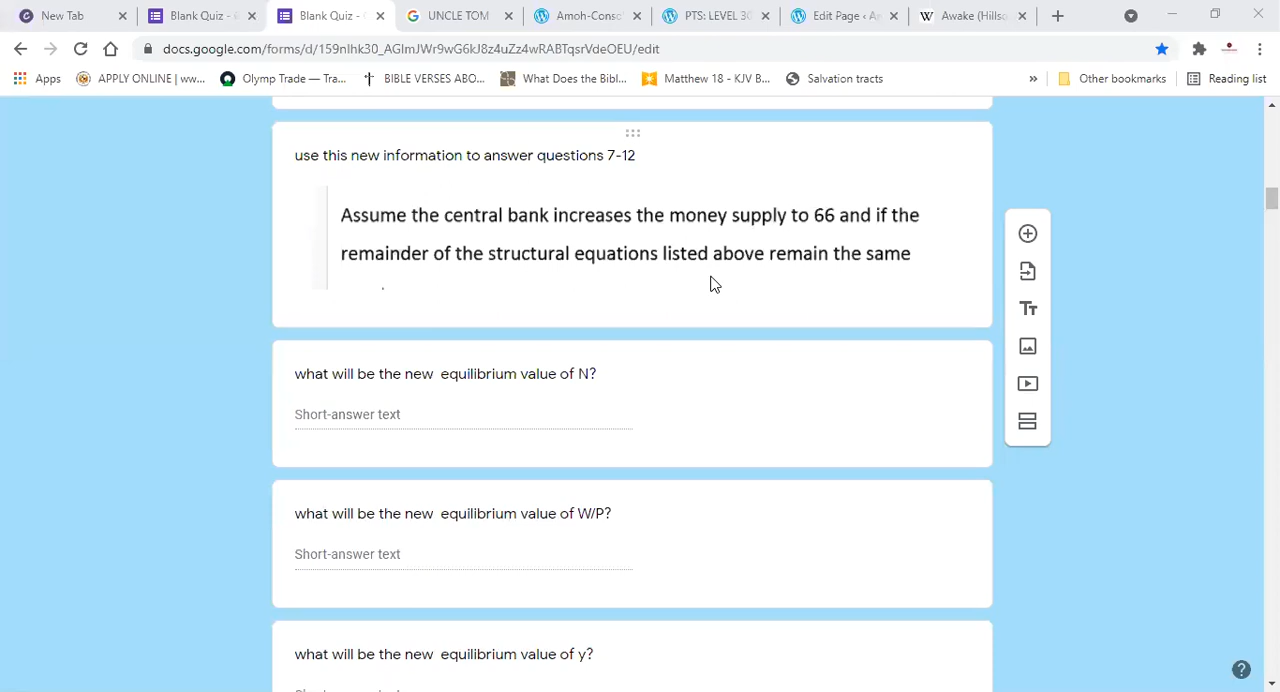 New Tab
Blank Quiz -
Blank Quiz -
UNCLE TOM
Amoh-Conso
PTS: LEVEL 30
Edit Page ‹ A
Awake (Hills
docs.google.com/forms/d/159nIhk30_AGlmJWr9wG6kJ8z4uZz4wRABTqsrVdeOEU/edit
Apps
APPLY ONLINE | ww...
Olymp Trade — Tra...
BIBLE VERSES ABO...
What Does the Bibl...
Matthew 18 - KJV B...
Salvation tracts
»
Other bookmarks
Reading list
use this new information to answer questions 7-12
Assume the central bank increases the money supply to 66 and if the
remainder of the structural equations listed above remain the same
what will be the new equilibrium value of N?
Short-answer text
what will be the new equilibrium value of W/P?
Short-answer text
what will be the new equilibrium value of y?